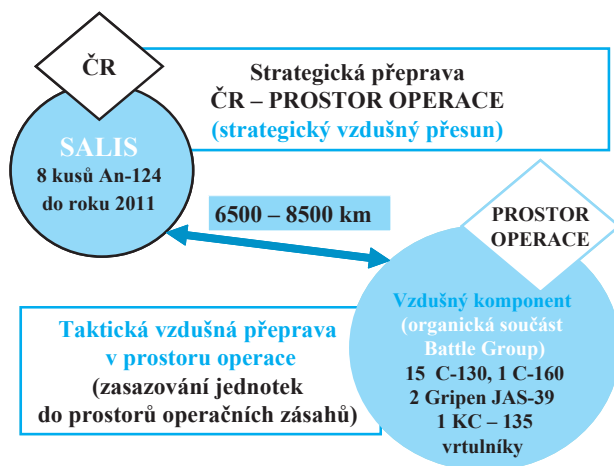 ČR
Strategická přeprava
ČR – PROSTOR OPERACE
(strategický vzdušný přesun)
SALIS
8 kusů An-124
do roku 2011
6500 – 8500 km
PROSTOR
OPERACE
Vzdušný komponent
(organická součást
Battle Group)
15 C-130, 1 C-160
2 Gripen JAS-39
1 KC – 135
vrtulníky
Taktická vzdušná přeprava
v prostoru operace
(zasazování jednotek
do prostorů operačních zásahů)